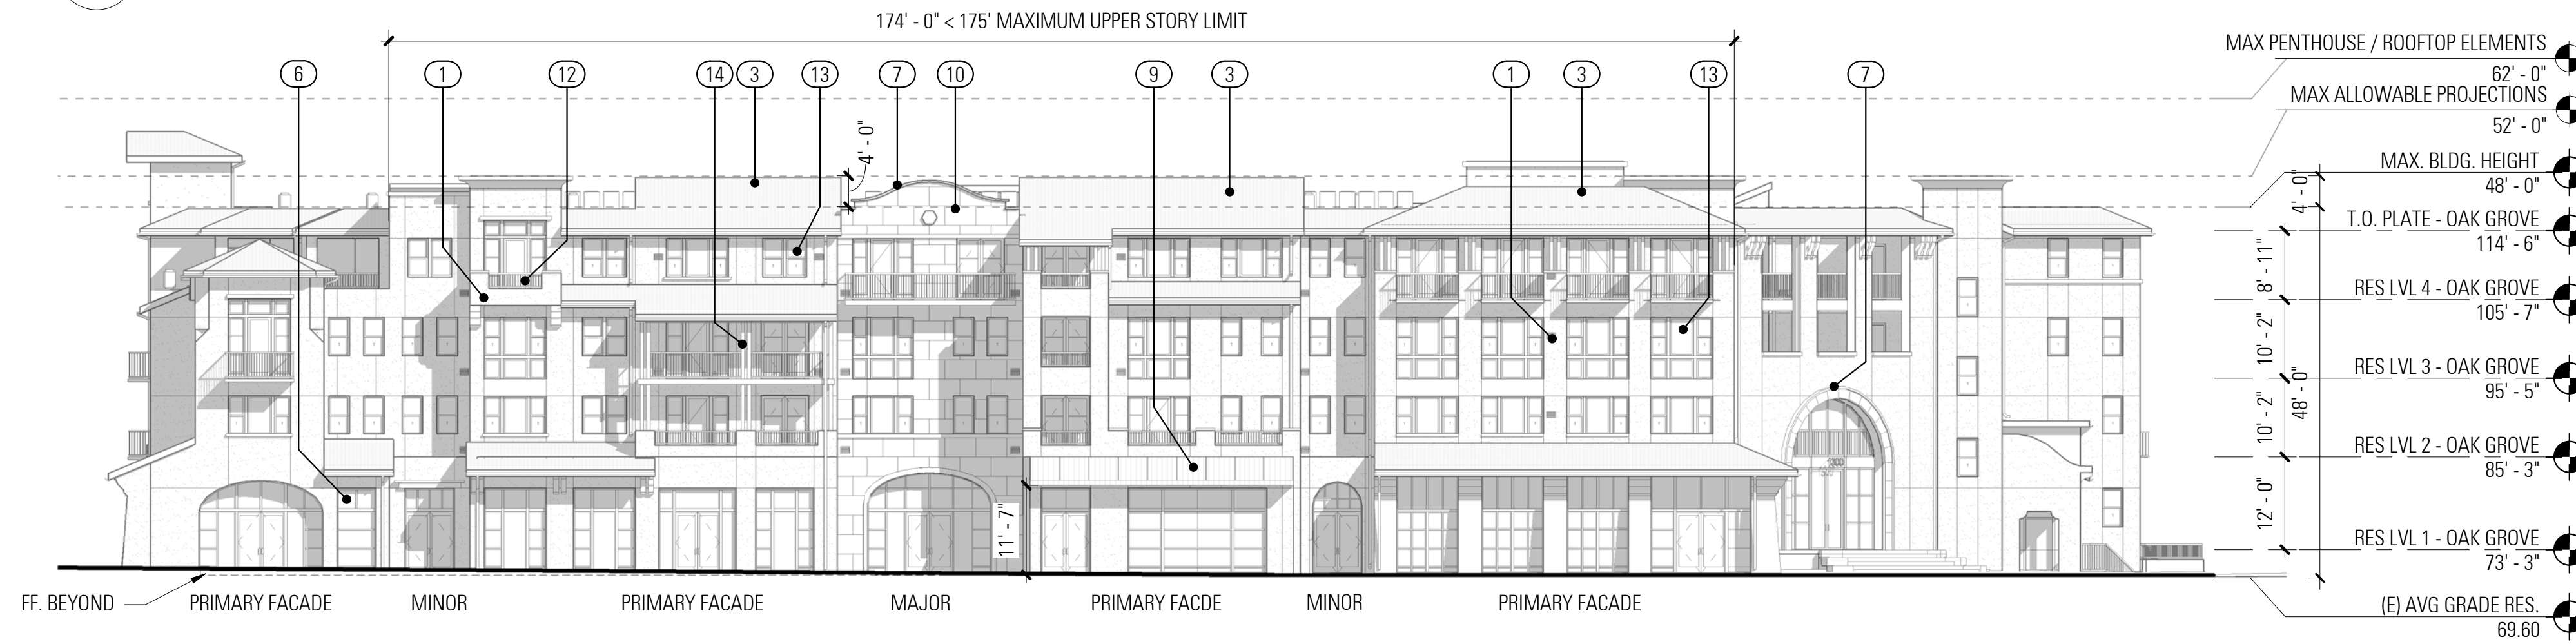 174' - 0" < 175' MAXIMUM UPPER STORY LIMIT
MAX PENTHOUSE / ROOFTOP ELEMENTS
62' - 0"
6 1 12 14 3 13 7 10 9 3 1 3 13 7
MAX ALLOWABLE PROJECTIONS
52' - 0"
4' - 0"
MAX. BLDG. HEIGHT
48' - 0"
4' - 0"
T.O. PLATE - OAK GROVE
114' - 6"
8' - 11"
RES LVL 4 - OAK GROVE
105' - 7"
10' - 2"
RES LVL 3 - OAK GROVE
95' - 5"
48' - 0"
10' - 2"
RES LVL 2 - OAK GROVE
85' - 3"
12' - 0"
11' - 7"
RES LVL 1 - OAK GROVE
73' - 3"
FF. BEYOND PRIMARY FACADE MINOR PRIMARY FACADE MAJOR PRIMARY FACDE MINOR PRIMARY FACADE
(E) AVG GRADE RES.
69.60